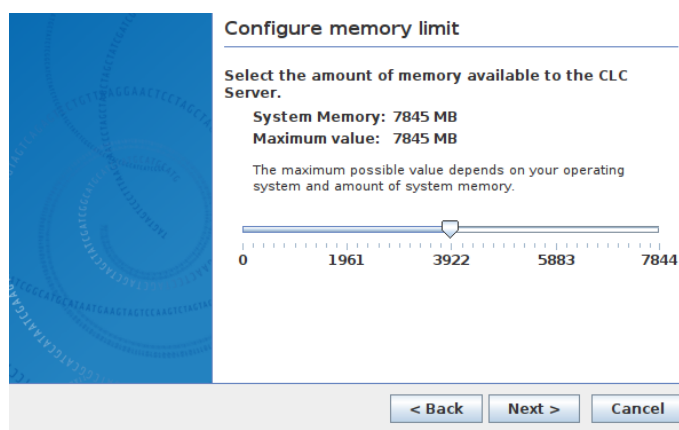 Configure memory limit
Select the amount of memory available to the CLC
Server.
System Memory: 7845 MB
Maximum value: 7845 MB
The maximum possible value depends on your operating
system and amount of system memory.
0 1961 3922 5883 7844
< Back Next > Cancel